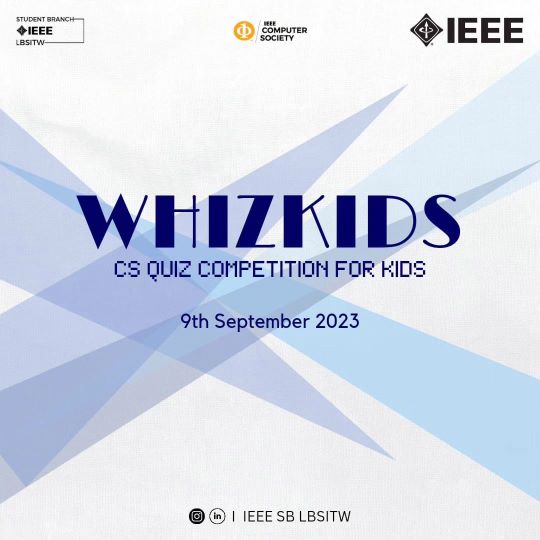 STUDENT BRANCH
IEEE
LBSITW
IEEE
COMPUTER
SOCIETY
IEEE
WHIZKIDS
CS QUIZ COMPETITION FOR KIDS
9th September 2023
in | IEEE SB LBSITW